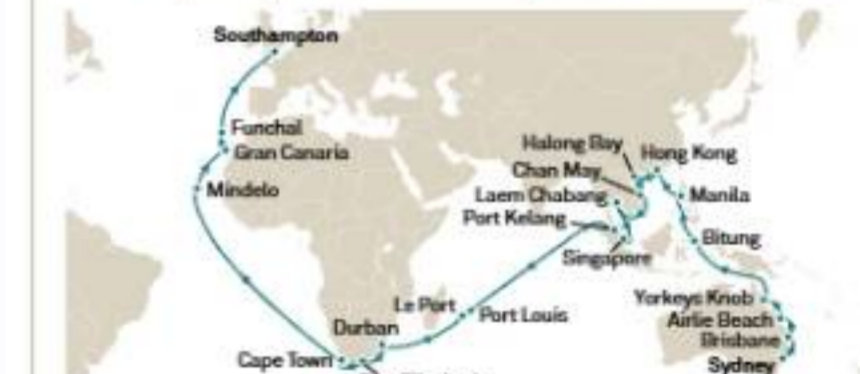 Southampton
Funchal
Gran Canaria
Mindelo
Halong Bay
Hong Kong
Chan May
Laem Chabang
Manila
Port Kelang
Bitung
Singapore
Yorkeys Knob
Le Port
Port Louis
Airlie Beach
Durban
Brisbane
Cape Town
Sydney